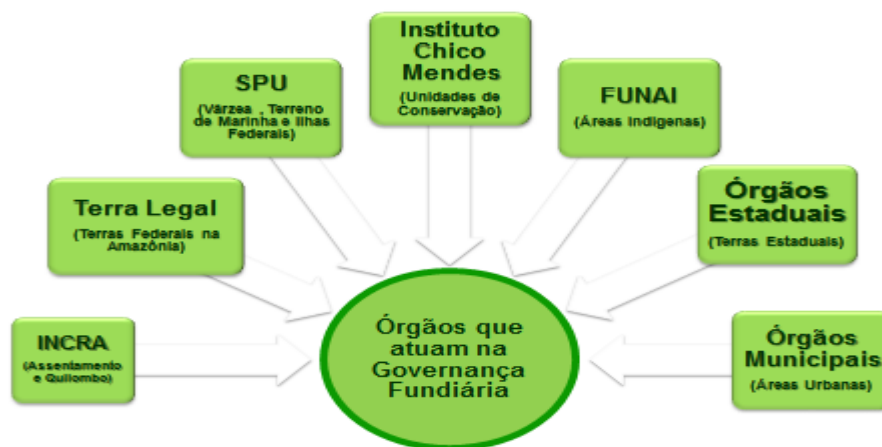 Instituto
Chico
Mendes
(Unidades de
Conservação)
SPU
(Várzea , Terreno
de Marinha e Ilhas
Federais)
FUNAI
(Áreas Indígenas)
Terra Legal
(Terras Federais na
Amazônia)
Órgãos
Estaduais
(Terras Estaduais)
INCRA
(Assentamento
e Quilombo)
Órgãos que
atuam na
Governança
Fundiária
Órgãos
Municipais
(Áreas Urbanas)